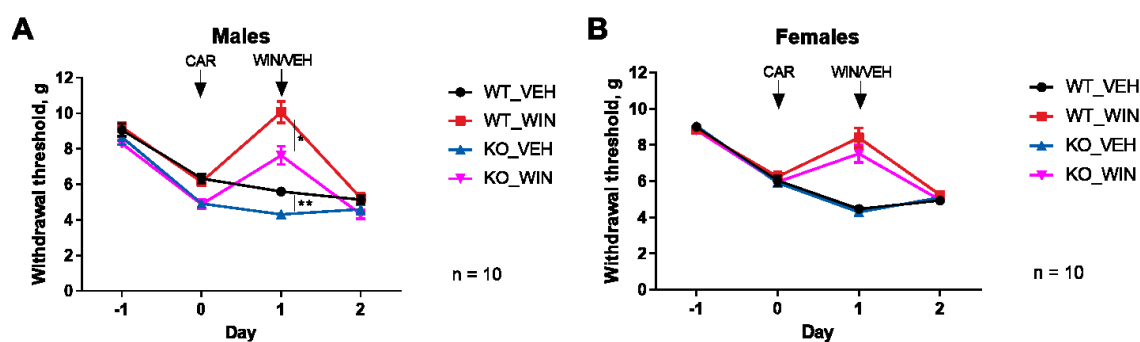 A
Males
CAR
WIN/VEH
Withdrawal threshold, g
12
10
8
6
4
2
0
*
**
-1
0
1
2
Day
WT_VEH
WT_WIN
KO_VEH
KO_WIN
n = 10
B
Females
CAR
WIN/VEH
Withdrawal threshold, g
12
10
8
6
4
2
0
-1
0
1
2
Day
WT_VEH
WT_WIN
KO_VEH
KO_WIN
n = 10